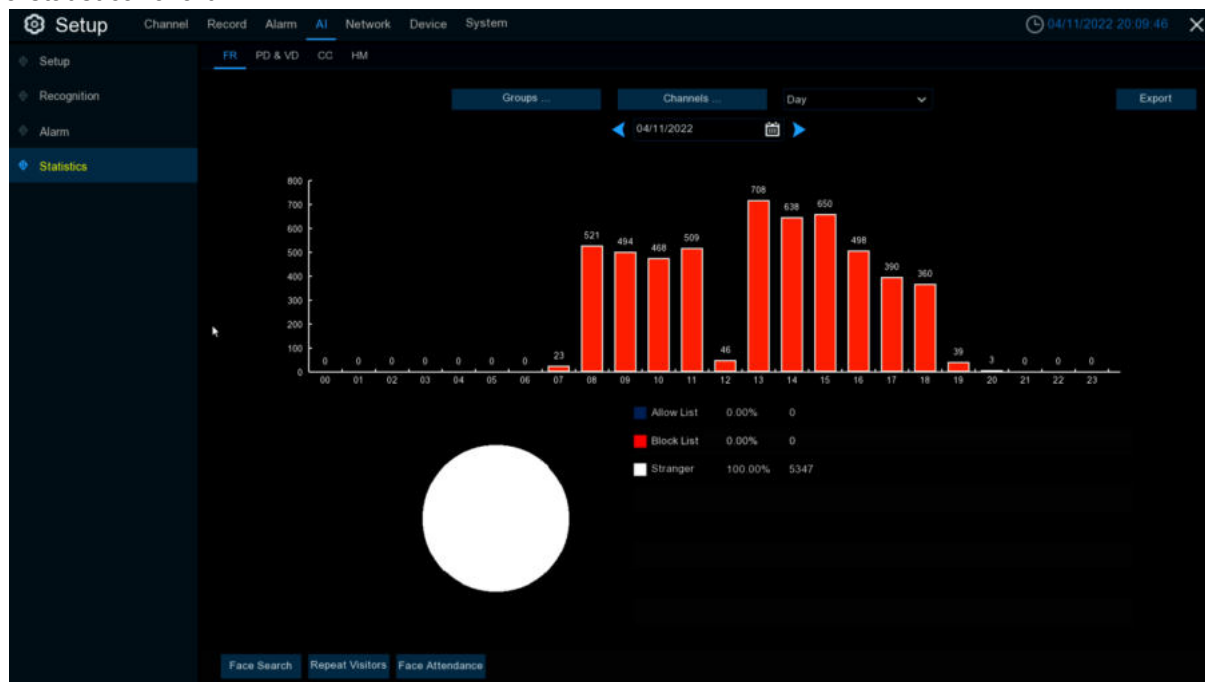 Setup Channel Record Alarm AI Network Device System 04/11/2022 20:09:46
Setup
Recognition
Alarm
Statistics
FR PD & VD CC HM
Groups ... Channels ... Day Export
04/11/2022
800
700
600
500
400
300
200
100
0
0 0 0 0 0 0 0 23 521 494 468 509 46 708 638 650 498 390 360 39 3 0 0 0
00 01 02 03 04 05 06 07 08 09 10 11 12 13 14 15 16 17 18 19 20 21 22 23
Allow List 0.00% 0
Block List 0.00% 0
Stranger 100.00% 5347
Face Search Repeat Visitors Face Attendance